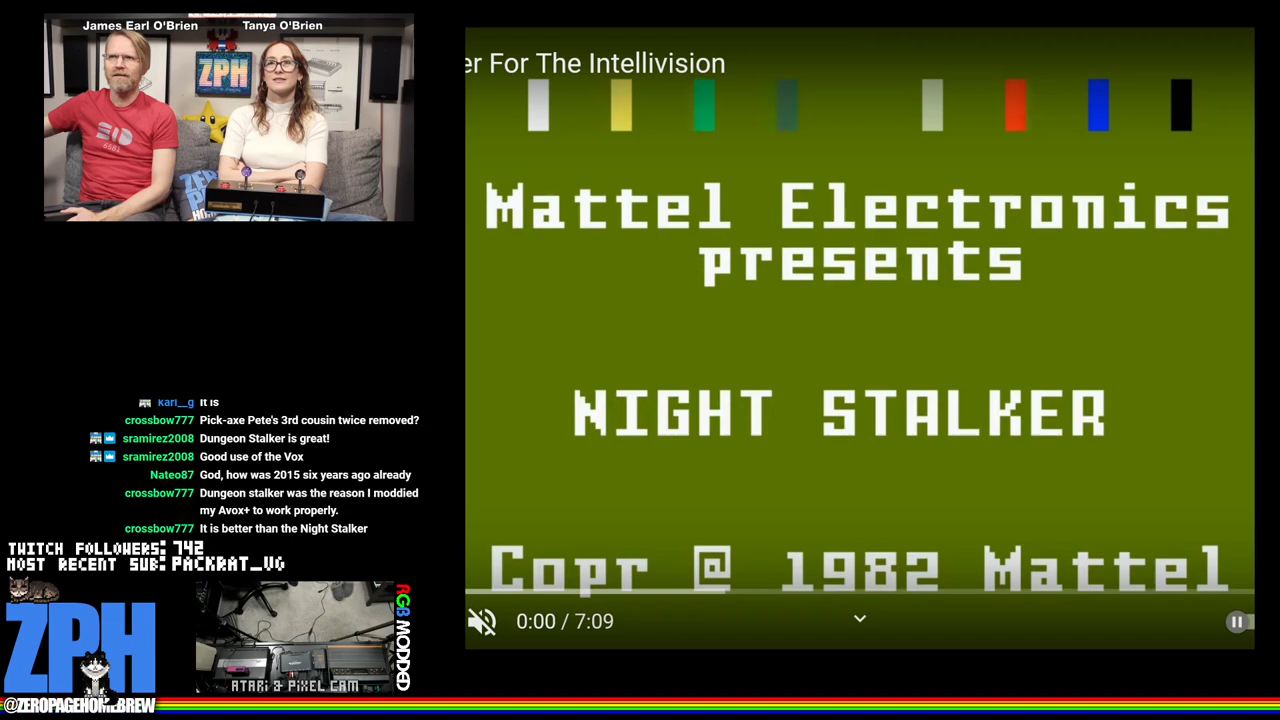 James Earl O'Brien
Tanya O'Brien
ZPH
SID
6581
ZPH
er For The Intellivision
Mattel Electronics
presents
NIGHT STALKER
Copr @ 1982 Mattel
0:00 / 7:09
kari__g It is
crossbow777 Pick-axe Pete's 3rd cousin twice removed?
sramirez2008 Dungeon Stalker is great!
sramirez2008 Good use of the Vox
Nateo87 God, how was 2015 six years ago already
crossbow777 Dungeon stalker was the reason I moddied
my Avox+ to work properly.
crossbow777 It is better than the Night Stalker
TWITCH FOLLOWERS: 742
MOST RECENT SUB: PACKRAT_VG
ZPH
RGB MODDED
ATARI & PIXEL CAM
@ZEROPAGEHOMEBREW